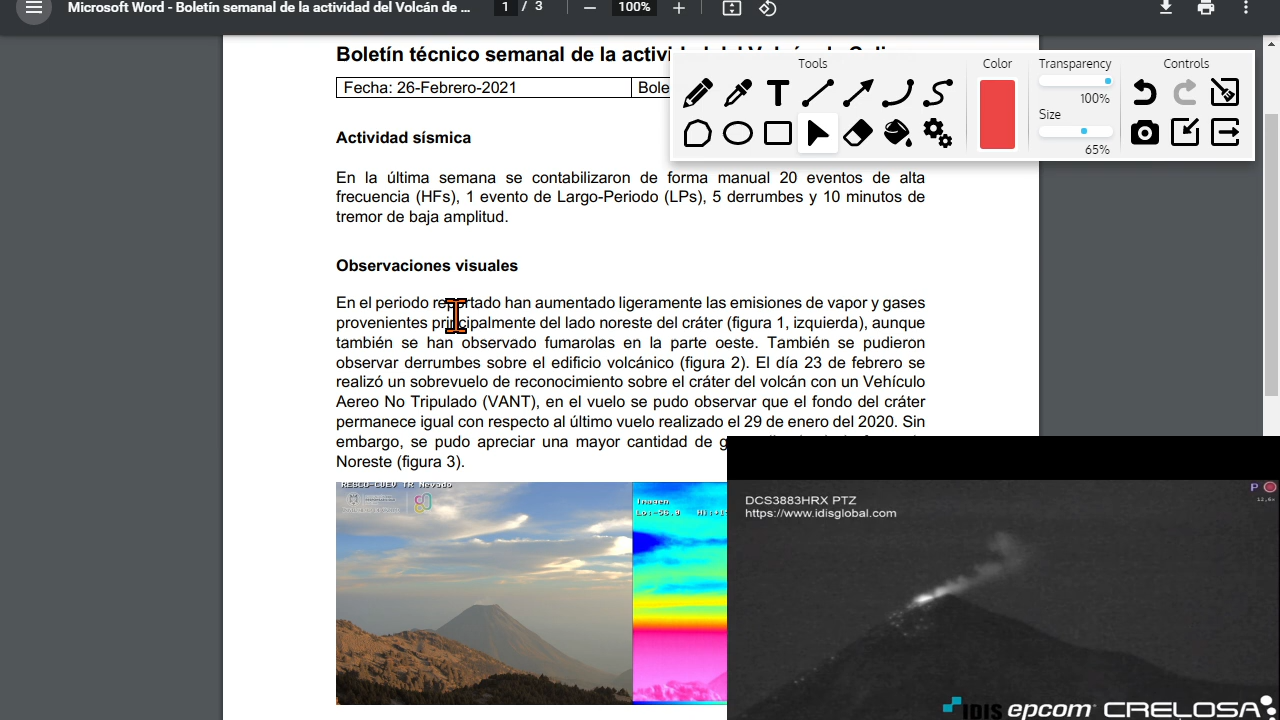 Microsoft Word - Boletín semanal de la actividad del Volcán de ...
1 / 3
100%
Boletín técnico semanal de la
Fecha: 26-Febrero-2021
Tools
Color
Transparency
100%
Size
65%
Controls
Actividad sísmica
En la última semana se contabilizaron de forma manual 20 eventos de alta
frecuencia (HFs), 1 evento de Largo-Periodo (LPs), 5 derrumbes y 10 minutos de
tremor de baja amplitud.
Observaciones visuales
En el periodo reportado han aumentado ligeramente las emisiones de vapor y gases
provenientes principalmente del lado noreste del cráter (figura 1, izquierda), aunque
también se han observado fumarolas en la parte oeste. También se pudieron
observar derrumbes sobre el edificio volcánico (figura 2). El día 23 de febrero se
realizó un sobrevuelo de reconocimiento sobre el cráter del volcán con un Vehículo
Aereo No Tripulado (VANT), en el vuelo se pudo observar que el fondo del cráter
permanece igual con respecto al último vuelo realizado el 29 de enero del 2020. Sin
embargo, se pudo apreciar una mayor cantidad de
Noreste (figura 3).
RESCO-CUEV TR Nevado
Imagen
Lo:-56.0
DCS3883HRX PTZ
https://www.idisglobal.com
P
IDIS epcom CRELOSA